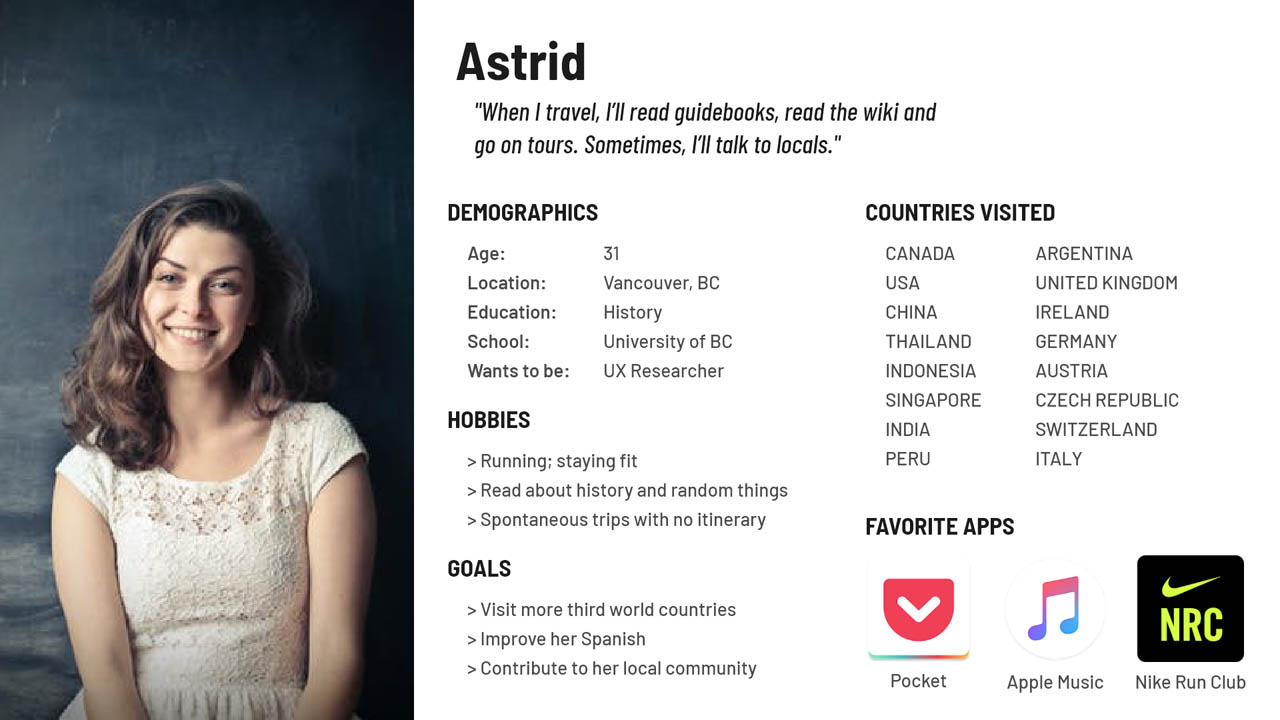 Astrid
"When I travel, I'll read guidebooks, read the wiki and
go on tours. Sometimes, I'll talk to locals."
DEMOGRAPHICS
Age: 31
Location: Vancouver, BC
Education: History
School: University of BC
Wants to be: UX Researcher
HOBBIES
> Running; staying fit
> Read about history and random things
> Spontaneous trips with no itinerary
GOALS
> Visit more third world countries
> Improve her Spanish
> Contribute to her local community
COUNTRIES VISITED
CANADA ARGENTINA
USA UNITED KINGDOM
CHINA IRELAND
THAILAND GERMANY
INDONESIA AUSTRIA
SINGAPORE CZECH REPUBLIC
INDIA SWITZERLAND
PERU ITALY
FAVORITE APPS
NRC
Pocket Apple Music Nike Run Club